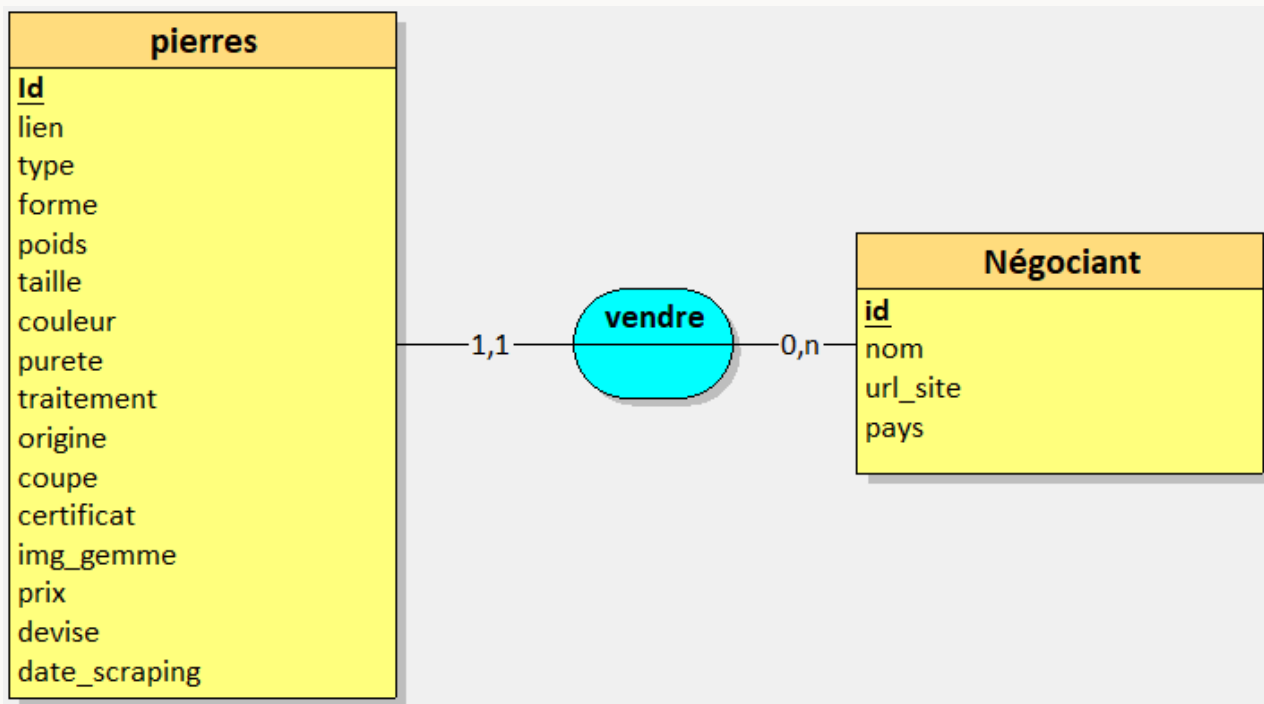 pierres
Id
lien
type
forme
poids
taille
couleur
purete
traitement
origine
coupe
certificat
img_gemme
prix
devise
date_scraping
1,1
vendre
0,n
Négociant
id
nom
url_site
pays